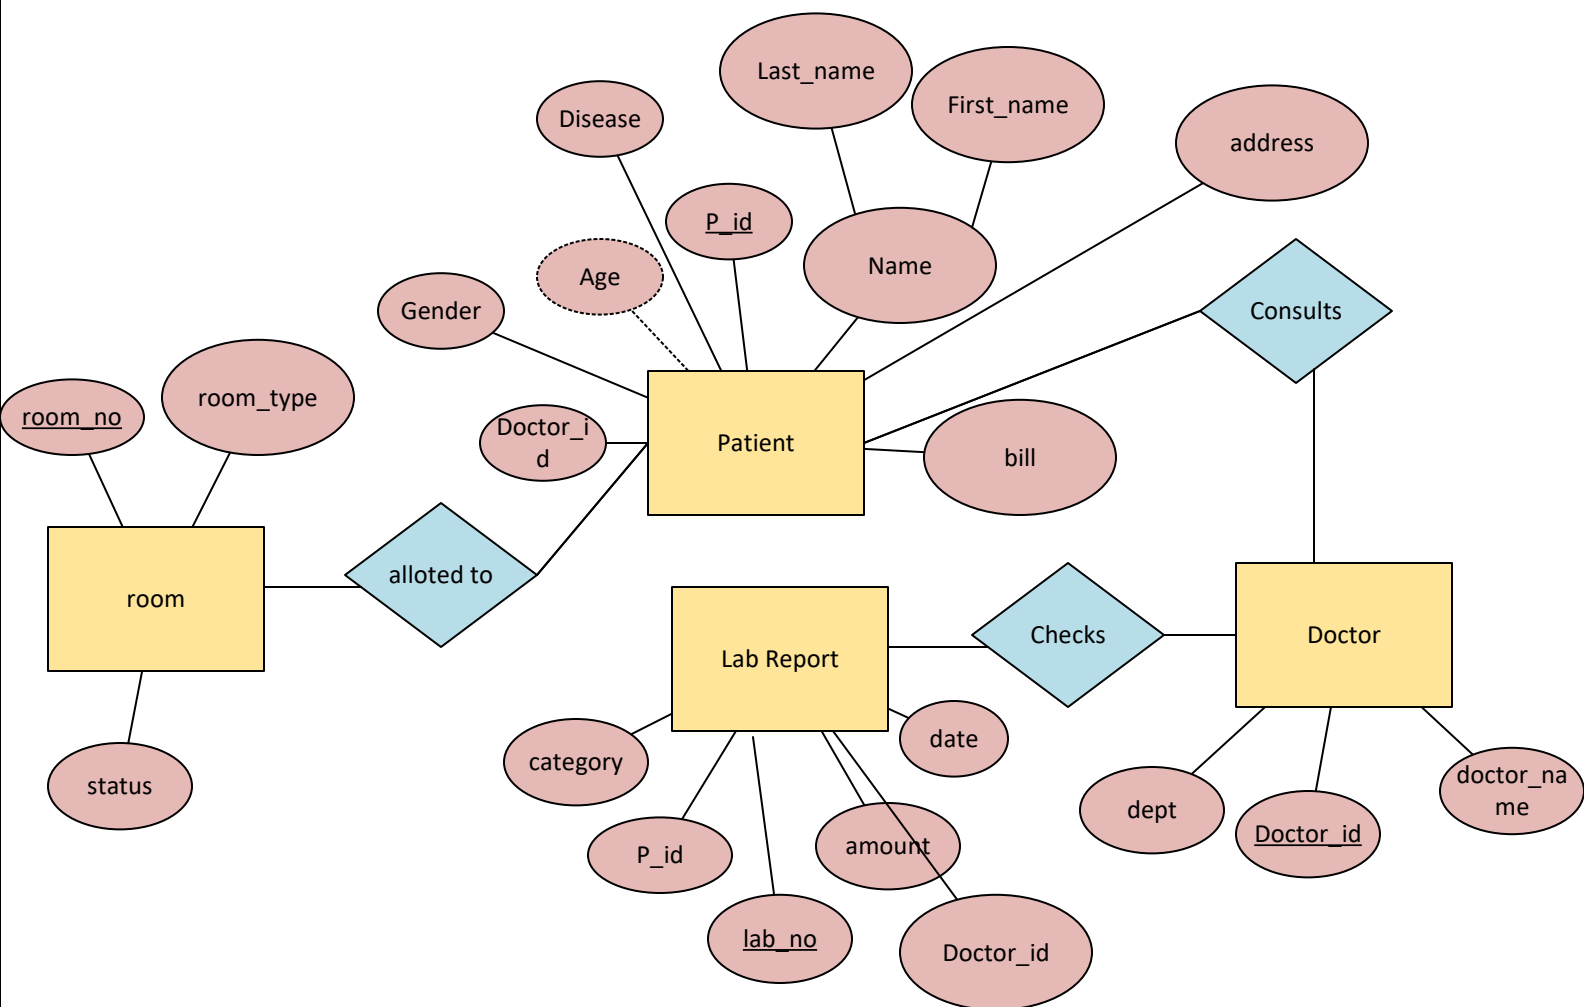 Last_name
First_name
Disease
address
P_id
Name
Age
Gender
Consults
room_type
room_no
Doctor_i
d
Patient
bill
alloted to
room
Lab Report
Checks
Doctor
date
category
status
dept
doctor_na
me
Doctor_id
P_id
amount
lab_no
Doctor_id